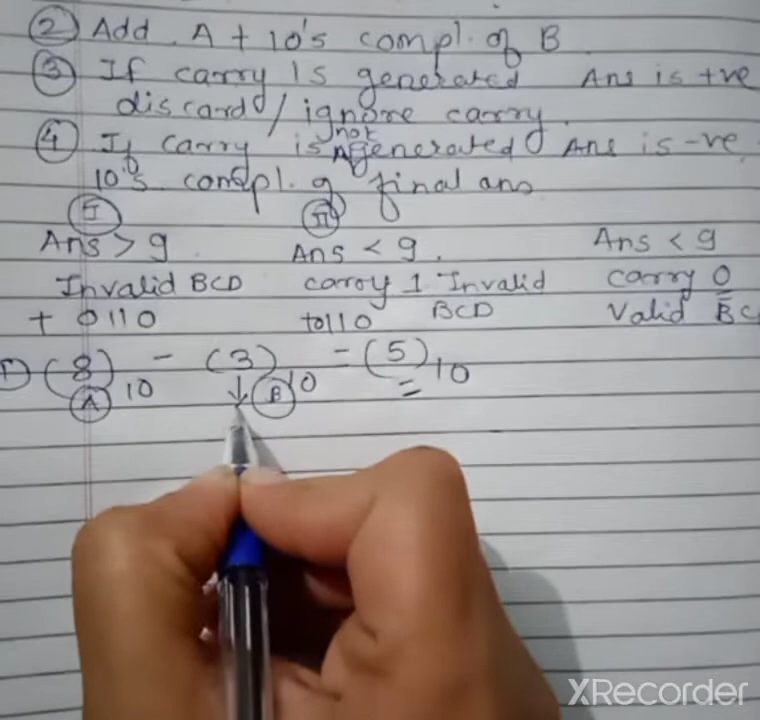 ② Add A + 10's compl. of B
③ If carry is generated Ans is +ve
discard / ignore carry.
④ If carry is not generated Ans is -ve
10's compl. of final ans
Ⅰ Ⅱ
Ans > 9 Ans < 9. Ans < 9
Invalid BCD carry 1 Invalid carry 0
+ 0110 +0110 BCD Valid BC
(8)10 - (3)10 = (5)10
A B
XRecorder